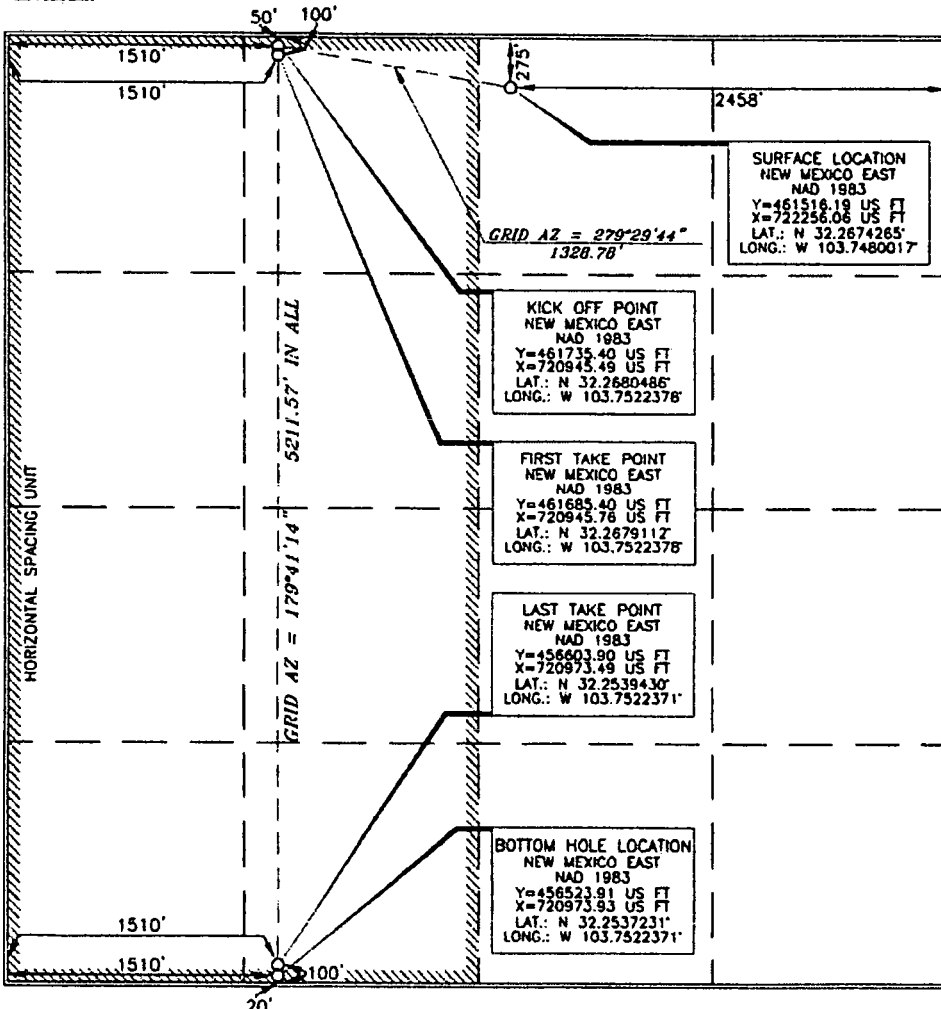 50'
100'
1510'
1510'
275'
2458'
SURFACE LOCATION
NEW MEXICO EAST
NAD 1983
Y=461516.19 US FT
X=722256.06 US FT
LAT.: N 32.2674265°
LONG.: W 103.7480017°
GRID AZ = 279°29'44"
1328.78'
KICK OFF POINT
NEW MEXICO EAST
NAD 1983
Y=461735.40 US FT
X=720945.49 US FT
LAT.: N 32.2680486°
LONG.: W 103.7522378°
FIRST TAKE POINT
NEW MEXICO EAST
NAD 1983
Y=461685.40 US FT
X=720945.76 US FT
LAT.: N 32.2679112°
LONG.: W 103.7522378°
HORIZONTAL SPACING UNIT
GRID AZ = 179°41'14" 5211.57' IN ALL
LAST TAKE POINT
NEW MEXICO EAST
NAD 1983
Y=456603.90 US FT
X=720973.49 US FT
LAT.: N 32.2539430°
LONG.: W 103.7522371°
BOTTOM HOLE LOCATION
NEW MEXICO EAST
NAD 1983
Y=456523.91 US FT
X=720973.93 US FT
LAT.: N 32.2537231°
LONG.: W 103.7522371°
1510'
1510'
100'
20'